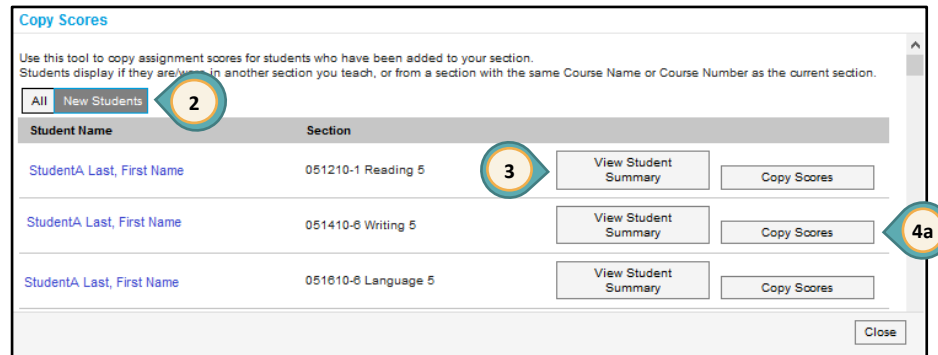 Copy Scores
Use this tool to copy assignment scores for students who have been added to your section.
Students display if they are/were in another section you teach, or from a section with the same Course Name or Course Number as the current section.
All New Students 2
Student Name Section
StudentA Last, First Name 051210-1 Reading 5 3 View Student Summary Copy Scores
StudentA Last, First Name 051410-6 Writing 5 View Student Summary Copy Scores 4a
StudentA Last, First Name 051610-6 Language 5 View Student Summary Copy Scores
Close